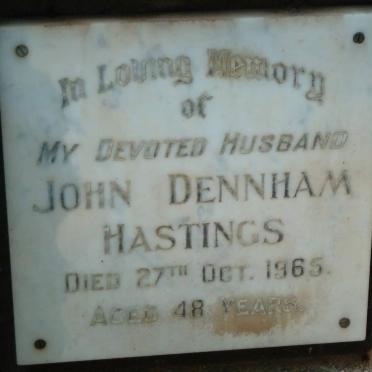 In Loving Memory
of
MY DEVOTED HUSBAND
JOHN DENNHAM
HASTINGS
DIED 27TH OCT. 1965.
AGED 48 YEARS.